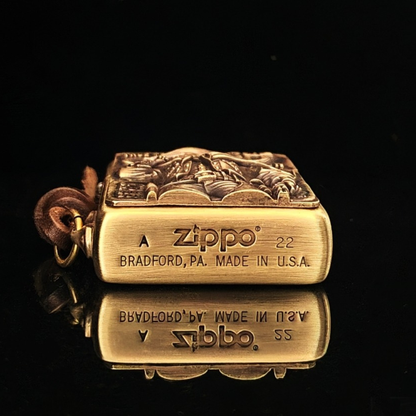 A Zippo® 22
BRADFORD, PA. MADE IN U.S.A.